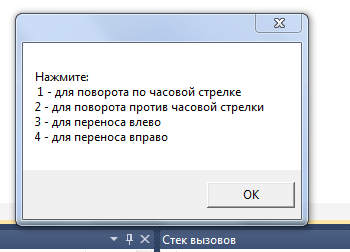 Нажмите:
1 - для поворота по часовой стрелке
2 - для поворота против часовой стрелки
3 - для переноса влево
4 - для переноса вправо
OK
Стек вызовов